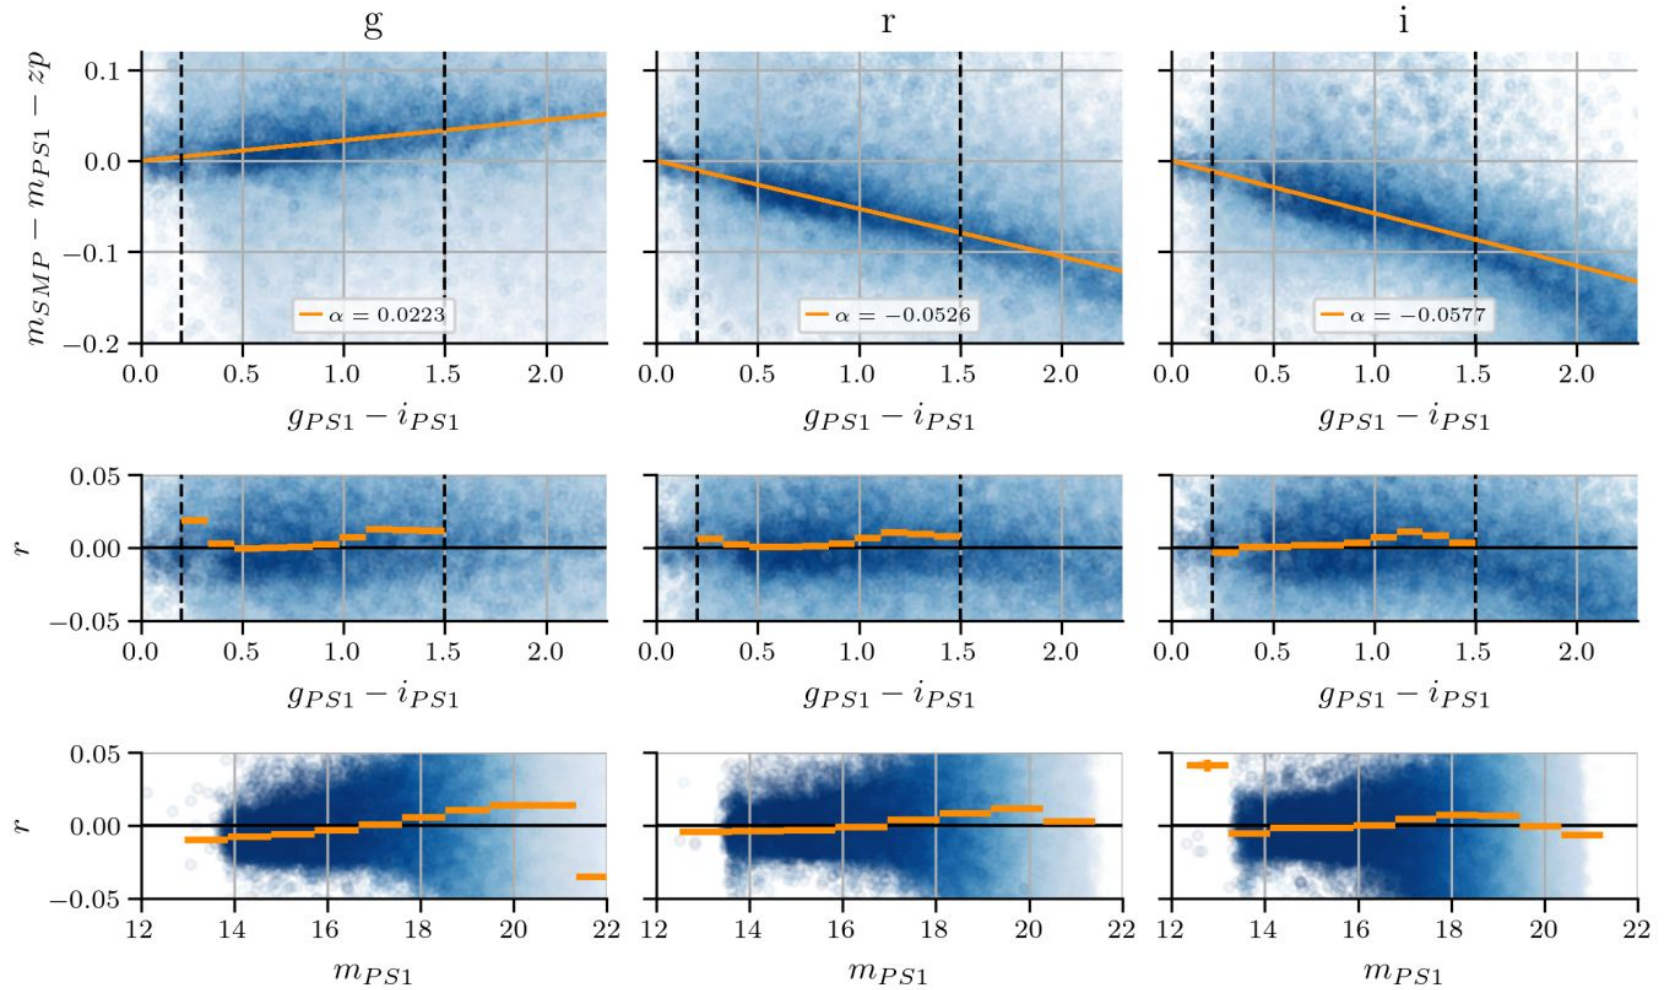 g r i
m_{SMP} − m_{PS1} − zp
0.1
0.0
−0.1
−0.2
α = 0.0223 α = −0.0526 α = −0.0577
0.0 0.5 1.0 1.5 2.0 0.0 0.5 1.0 1.5 2.0 0.0 0.5 1.0 1.5 2.0
g_{PS1} − i_{PS1} g_{PS1} − i_{PS1} g_{PS1} − i_{PS1}
r
0.05
0.00
−0.05
0.0 0.5 1.0 1.5 2.0 0.0 0.5 1.0 1.5 2.0 0.0 0.5 1.0 1.5 2.0
g_{PS1} − i_{PS1} g_{PS1} − i_{PS1} g_{PS1} − i_{PS1}
r
0.05
0.00
−0.05
12 14 16 18 20 22 12 14 16 18 20 22 12 14 16 18 20 22
m_{PS1} m_{PS1} m_{PS1}